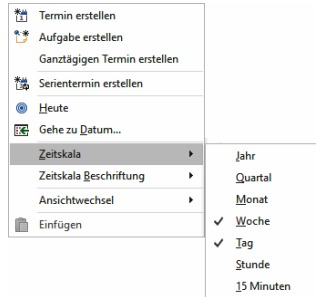 Termin erstellen
Aufgabe erstellen
Ganztägigen Termin erstellen
Serientermin erstellen
Heute
Gehe zu Datum...
Zeitskala
Zeitskala Beschriftung
Ansichtwechsel
Einfügen
Jahr
Quartal
Monat
Woche
Tag
Stunde
15 Minuten